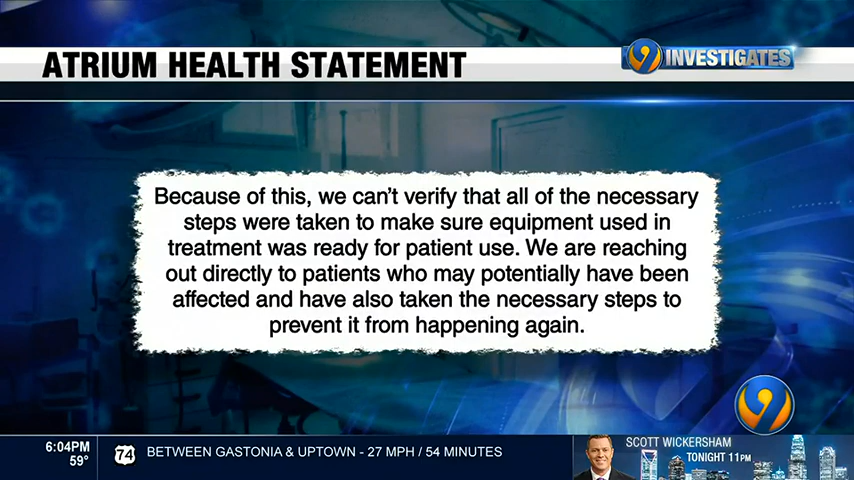 ATRIUM HEALTH STATEMENT
9 INVESTIGATES
Because of this, we can't verify that all of the necessary
steps were taken to make sure equipment used in
treatment was ready for patient use. We are reaching
out directly to patients who may potentially have been
affected and have also taken the necessary steps to
prevent it from happening again.
9
6:04PM
59°
74
BETWEEN GASTONIA & UPTOWN - 27 MPH / 54 MINUTES
SCOTT WICKERSHAM
TONIGHT 11PM